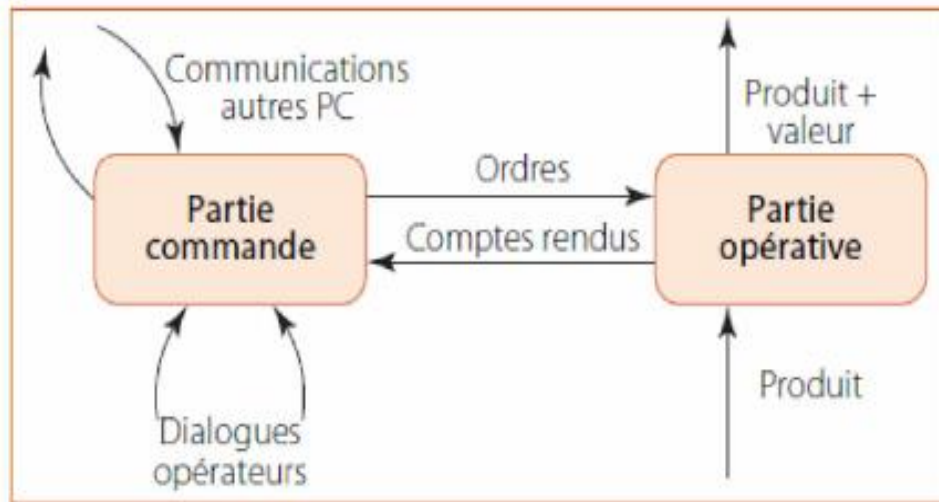 Communications
autres PC
Produit +
valeur
Ordres
Partie
commande
Comptes rendus
Partie
opérative
Produit
Dialogues
opérateurs